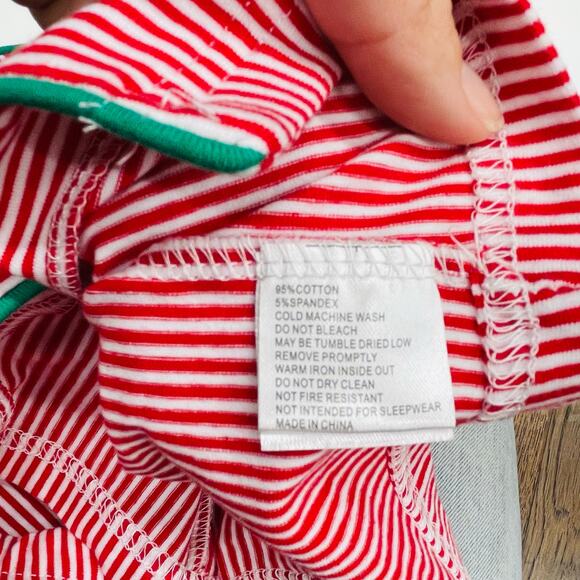 95%COTTON
5%SPANDEX
COLD MACHINE WASH
DO NOT BLEACH
MAY BE TUMBLE DRIED LOW
REMOVE PROMPTLY
WARM IRON INSIDE OUT
DO NOT DRY CLEAN
NOT FIRE RESISTANT
NOT INTENDED FOR SLEEPWEAR
MADE IN CHINA